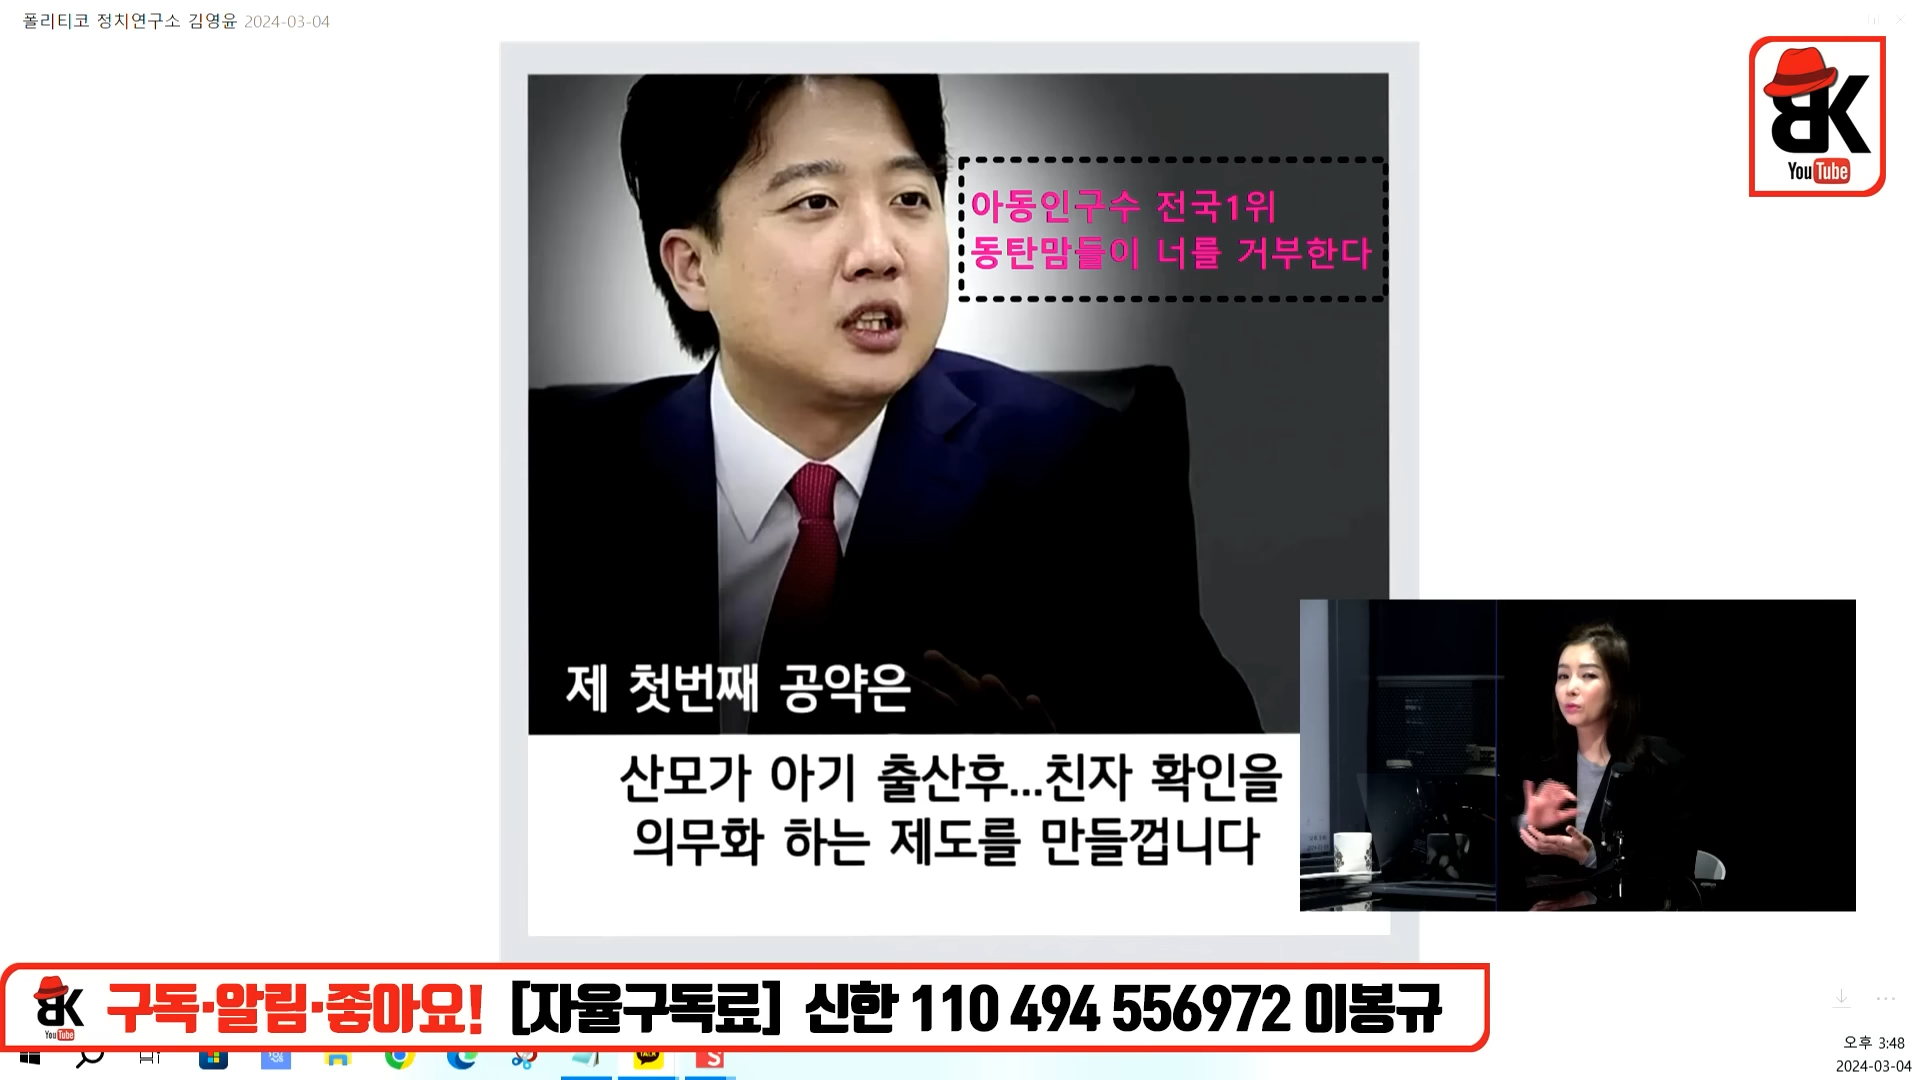 폴리티코 정치연구소 김영윤 2024-03-04
BK
YouTube
아동인구수 전국1위
동탄맘들이 너를 거부한다
제 첫번째 공약은
산모가 아기 출산후...친자 확인을
의무화 하는 제도를 만들껍니다
BK
YouTube
구독·알림·좋아요! [자율구독료] 신한 110 494 556972 이봉규
TALK
S
오후 3:48
2024-03-04